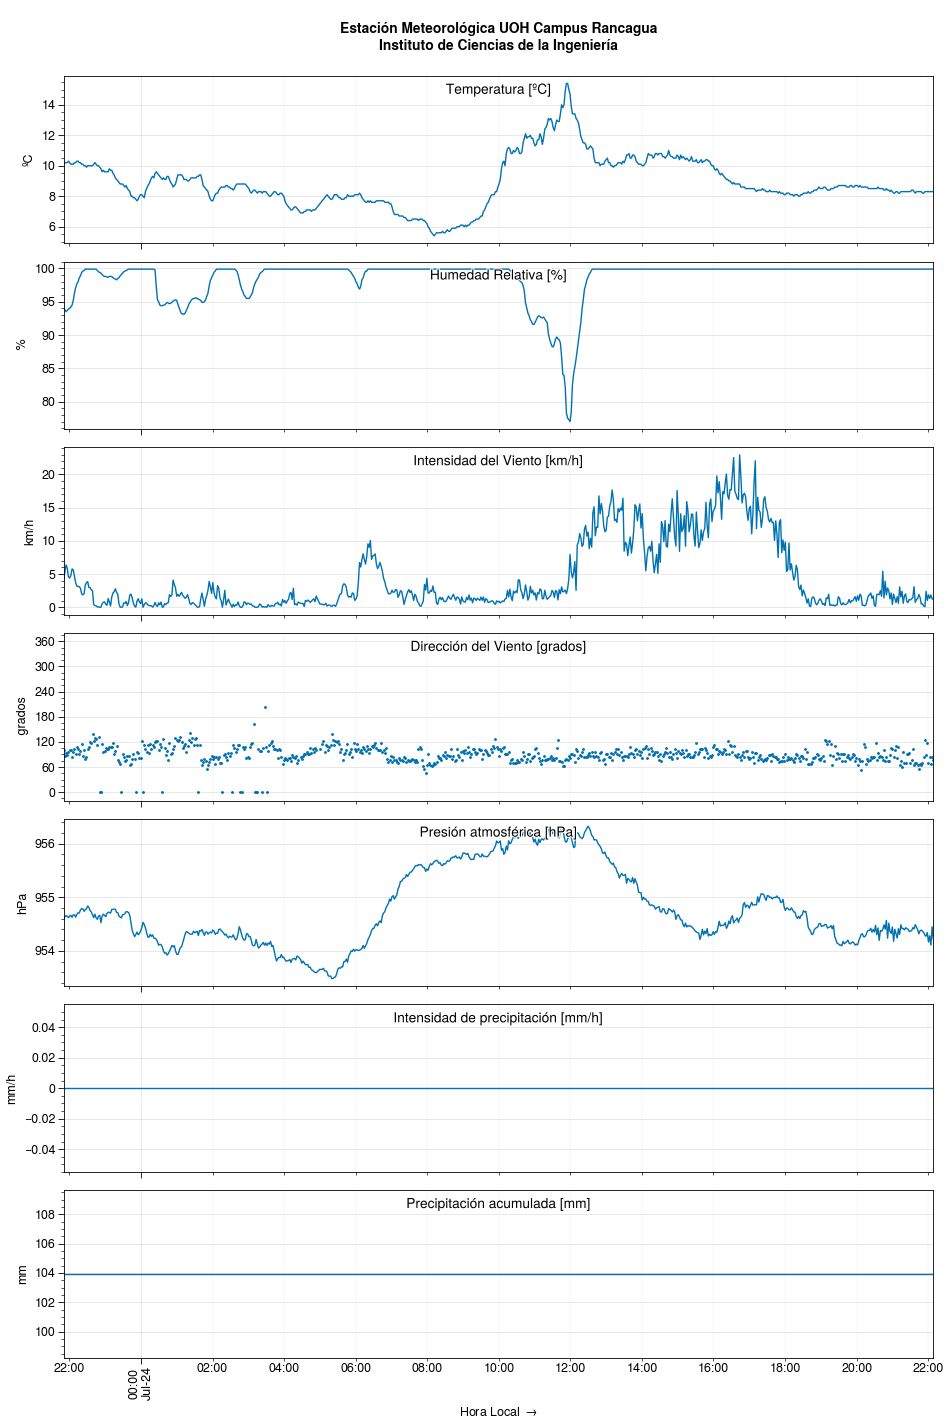 Estación Meteorológica UOH Campus Rancagua
Instituto de Ciencias de la Ingeniería
Temperatura [ºC]
ºC
14
12
10
8
6
Humedad Relativa [%]
%
100
95
90
85
80
Intensidad del Viento [km/h]
km/h
20
15
10
5
0
Dirección del Viento [grados]
grados
360
300
240
180
120
60
0
Presión atmosférica [hPa]
hPa
956
955
954
Intensidad de precipitación [mm/h]
mm/h
0.04
0.02
0
−0.02
−0.04
Precipitación acumulada [mm]
mm
108
106
104
102
100
22:00
00:00
Jul-24
02:00
04:00
06:00
08:00
10:00
12:00
14:00
16:00
18:00
20:00
22:00
Hora Local →